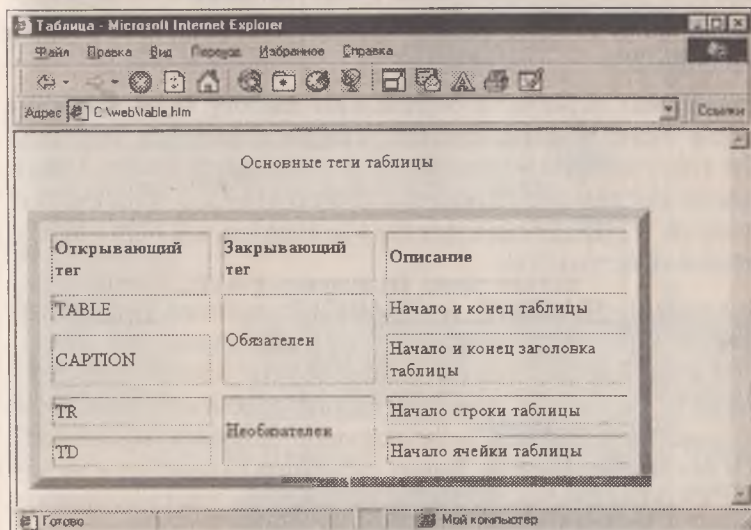 Таблица - Microsoft Internet Explorer
Файл Правка Вид Переход Избранное Справка
Адрес C:\web\table.htm Ссылки
Основные теги таблицы
Открывающий тег
Закрывающий тег
Описание
TABLE
Обязателен
Начало и конец таблицы
CAPTION
Начало и конец заголовка
таблицы
TR
Необязателен
Начало строки таблицы
TD
Начало ячейки таблицы
Готово
Мой компьютер